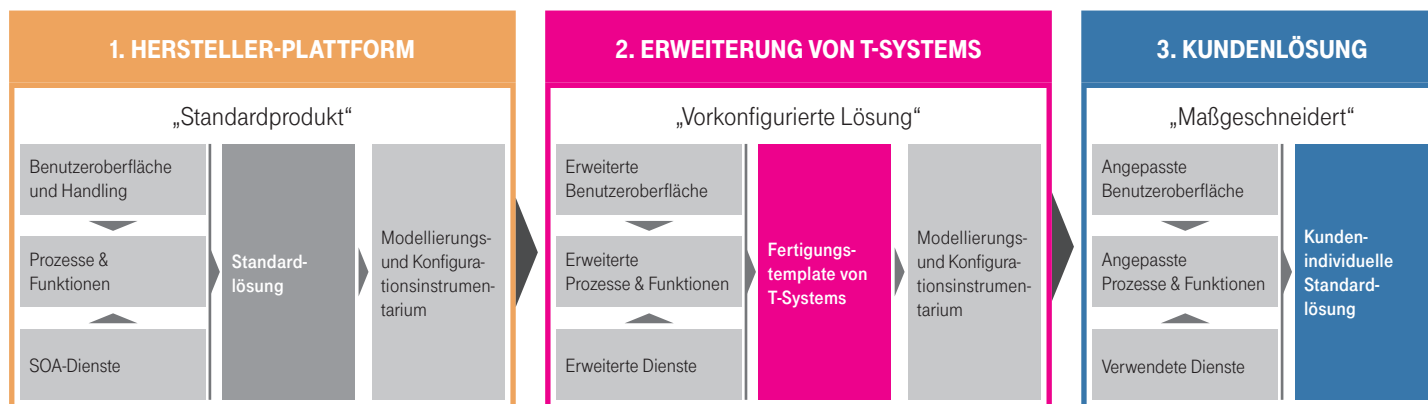 1. HERSTELLER-PLATTFORM
„Standardprodukt“
Benutzeroberfläche
und Handling
Prozesse &
Funktionen
SOA-Dienste
Standard-
lösung
Modellierungs-
und Konfigura-
tionsinstrumen-
tarium
2. ERWEITERUNG VON T-SYSTEMS
„Vorkonfigurierte Lösung“
Erweiterte
Benutzeroberfläche
Erweiterte
Prozesse & Funktionen
Erweiterte Dienste
Fertigungs-
template von
T-Systems
Modellierungs-
und Konfigura-
tionsinstrumen-
tarium
3. KUNDENLÖSUNG
„Maßgeschneidert“
Angepasste
Benutzeroberfläche
Angepasste
Prozesse & Funktionen
Verwendete Dienste
Kunden-
individuelle
Standard-
lösung